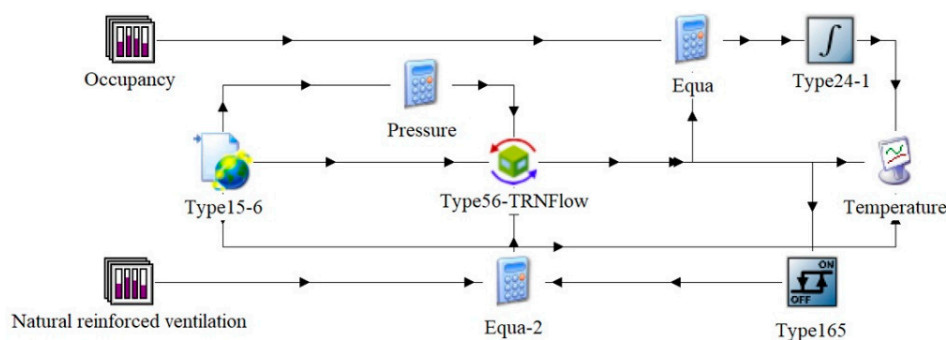 Occupancy
Equa
Type24-1
Pressure
Type15-6
Type56-TRNFlow
Temperature
ON
OFF
Natural reinforced ventilation
Equa-2
Type165